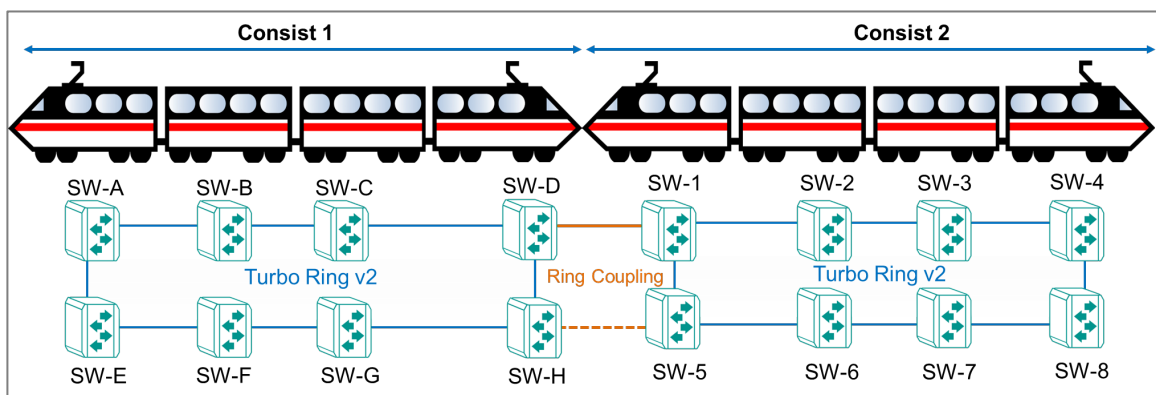 Consist 1
Consist 2
SW-A
SW-B
SW-C
SW-D
SW-1
SW-2
SW-3
SW-4
Turbo Ring v2
Ring Coupling
Turbo Ring v2
SW-E
SW-F
SW-G
SW-H
SW-5
SW-6
SW-7
SW-8